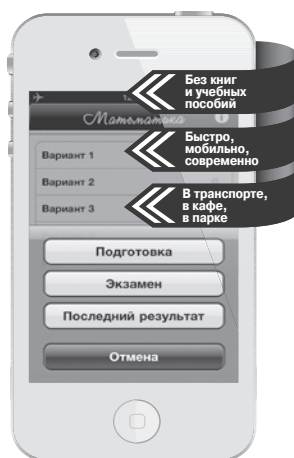 Без книг
и учебных
пособий
Математика
Быстро,
мобильно,
современно
Вариант 1
Вариант 2
В транспорте,
в кафе,
в парке
Вариант 3
Подготовка
Экзамен
Последний результат
Отмена